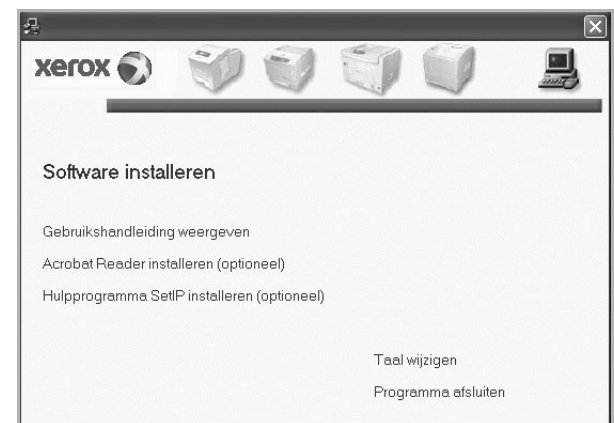 xerox
Software installeren
Gebruikshandleiding weergeven
Acrobat Reader installeren (optioneel)
Hulpprogramma SetIP installeren (optioneel)
Taal wijzigen
Programma afsluiten